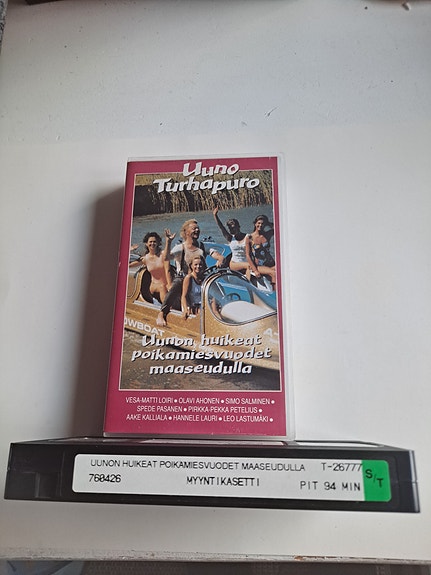 Uuno
Turhapuro
OWBOAT
Uunon huikeat
poikamiesvuodet
maaseudulla
VESA-MATTI LOIRI • OLAVI AHONEN • SIMO SALMINEN •
SPEDE PASANEN • PIRKKA-PEKKA PETELIUS •
AAKE KALLIALA • HANNELE LAURI • LEO LASTUMÄKI •
UUNON HUIKEAT POIKAMIESVUODET MAASEUDULLA T-26777
760426 MYYNTIKASETTI PIT 94 MIN
S/T